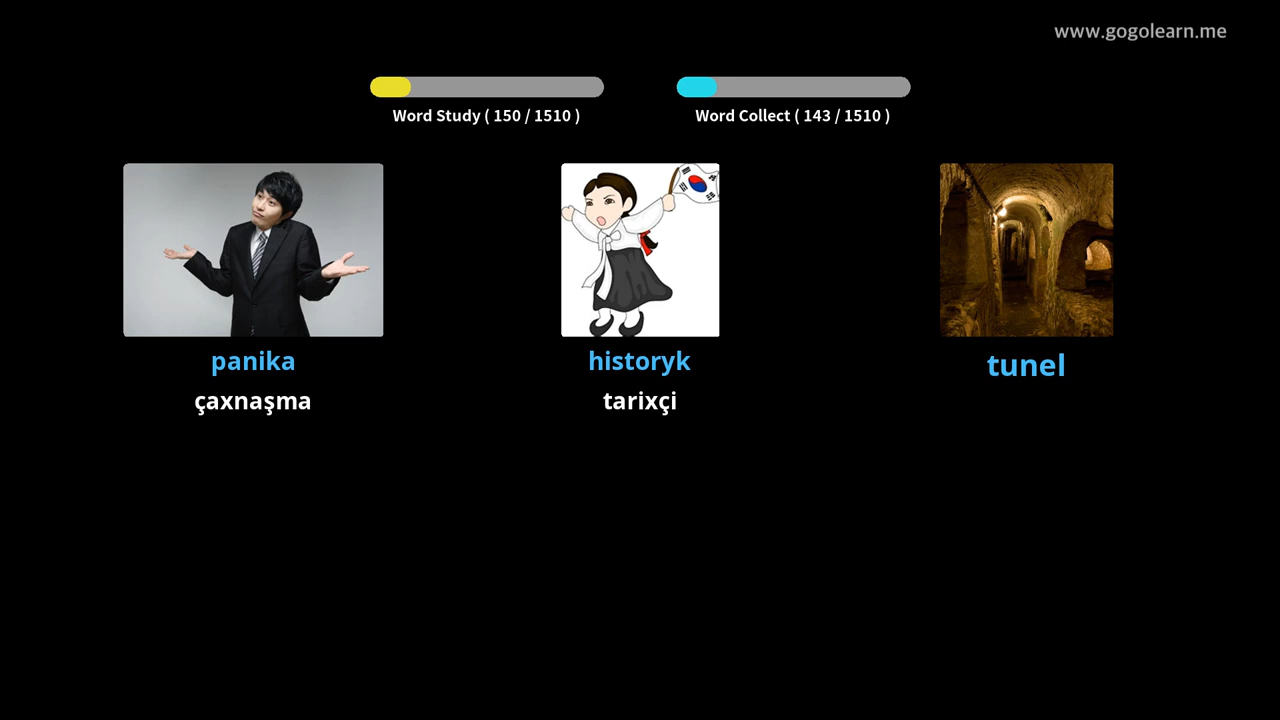 www.gogolearn.me
Word Study ( 150 / 1510 )
Word Collect ( 143 / 1510 )
panika
historyk
tunel
çaxnaşma
tarixçi